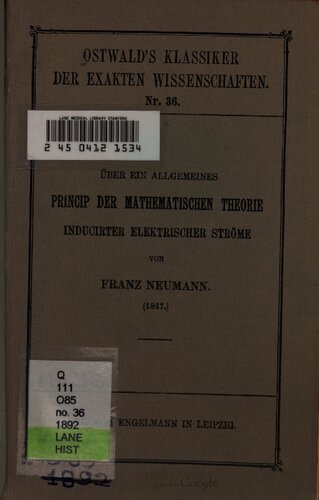 OSTWALD'S KLASSIKER
DER EXAKTEN WISSENSCHAFTEN.
Nr. 36.
LANE MEDICAL LIBRARY STANFORD
2 45 0412 1534
ÜBER EIN ALLGEMEINES
PRINCIP DER MATHEMATISCHEN THEORIE
INDUCIRTER ELEKTRISCHER STRÖME
VON
FRANZ NEUMANN.
(1847.)
Q
111
O85
no. 36
1892
LANE
HIST
ENGELMANN IN LEIPZIG.
1892
Google